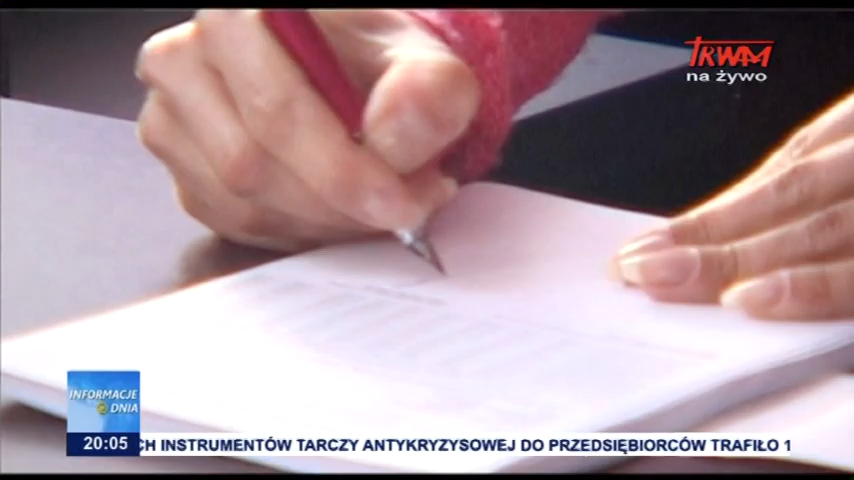 TRWAM
na żywo
INFORMACJE
DNIA
20:05
CH INSTRUMENTÓW TARCZY ANTYKRYZYSOWEJ DO PRZEDSIĘBIORCÓW TRAFIŁO 1